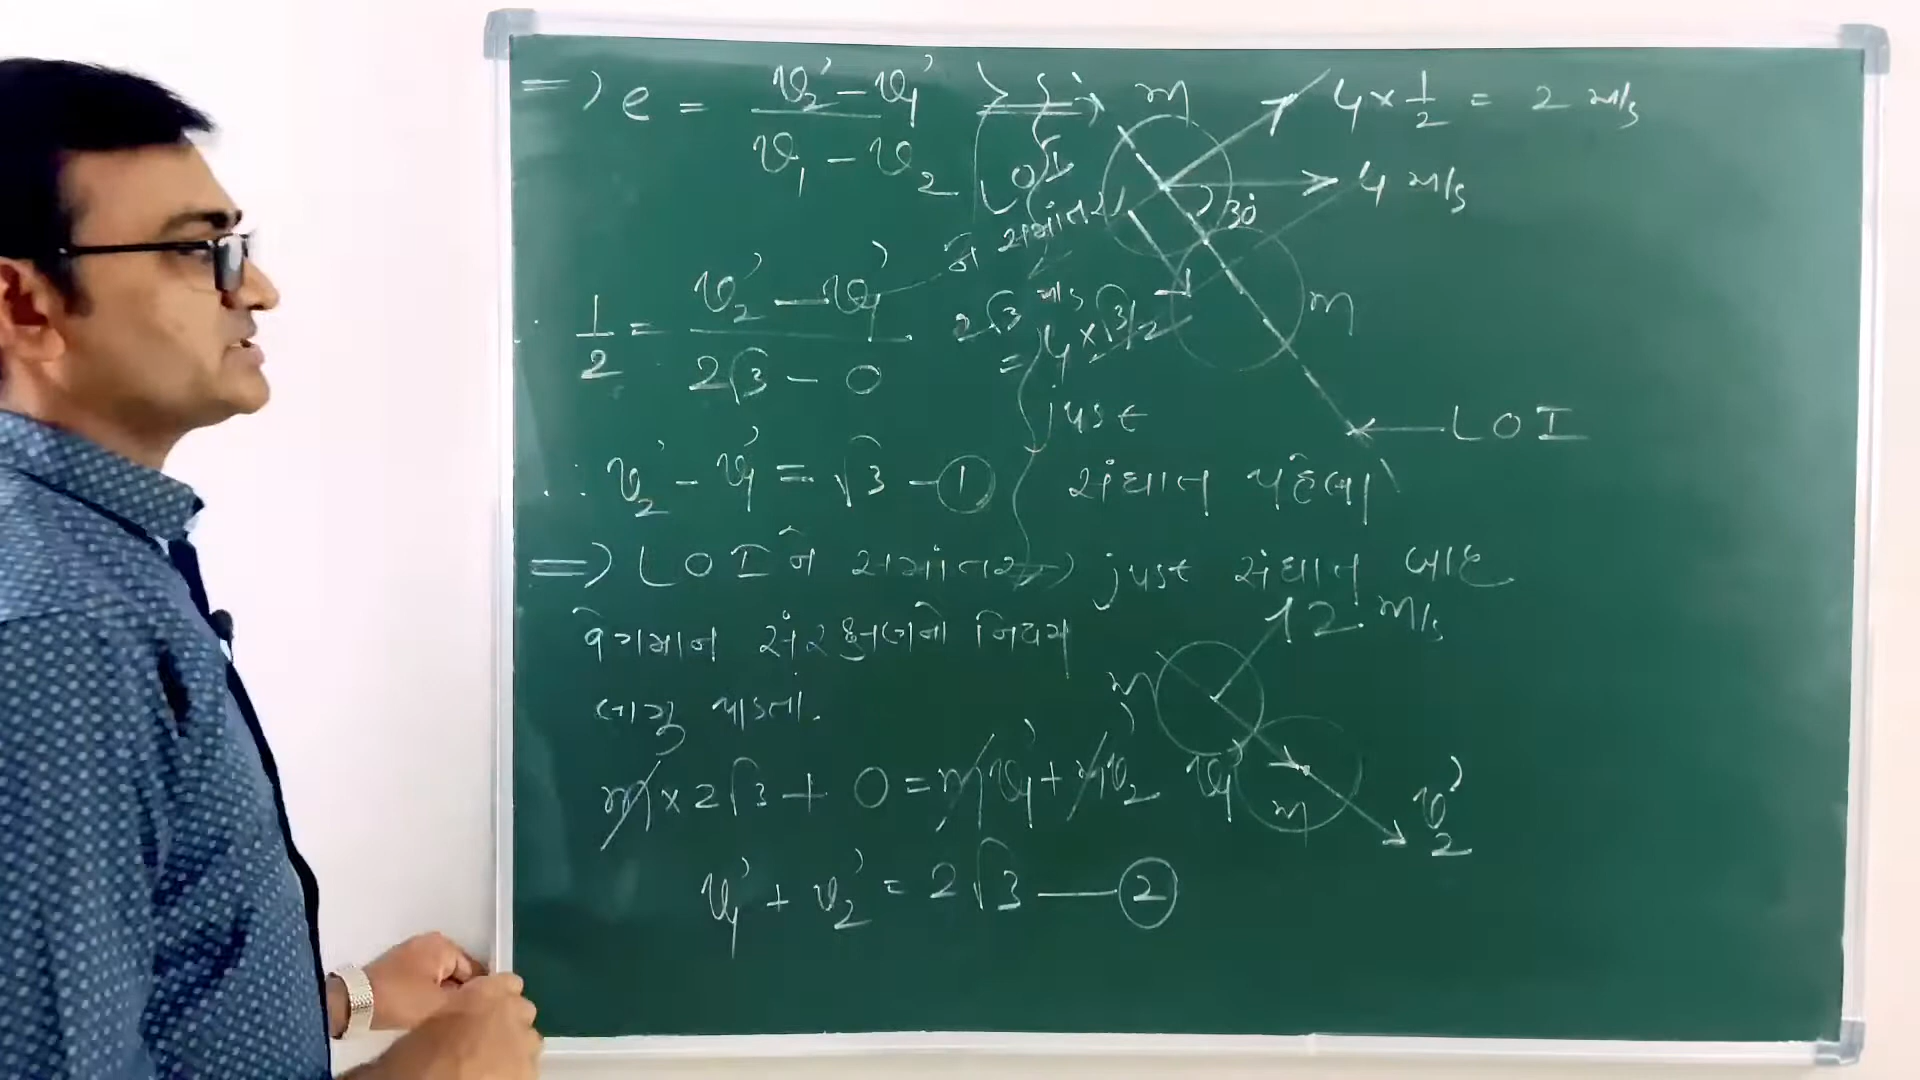 => e = v₂' - v₁' / v₁ - v₂
LOI
ને સમાંતર
m
4 × 1/2 = 2 m/s
4 m/s
30°
1/2 = v₂' - v₁' / 2√3 - 0
2√3 m/s
= 4 × √3/2
m
LOI
∴ v₂' - v₁' = √3 - ①
just
સંઘાત પહેલા
=> LOI ને સમાંતર
વેગમાન સંરક્ષણનો નિયમ
લાગુ પાડતા.
=> just સંઘાત બાદ
2 m/s
m
m × 2√3 + 0 = m v₁' + m v₂'
v₁'
m
v₂'
v₁' + v₂' = 2√3 — ②